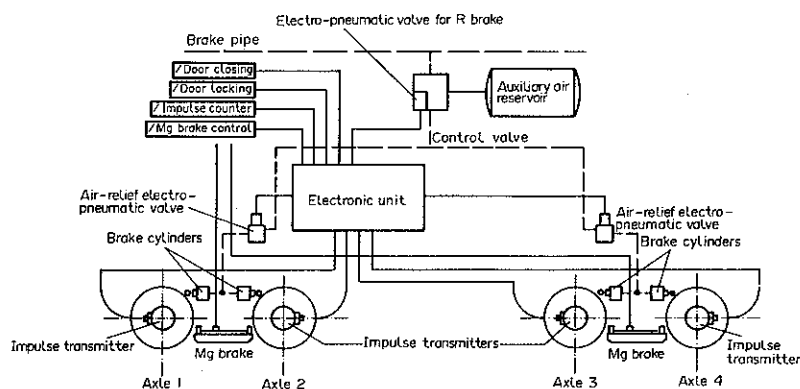 Electro-pneumatic valve for R brake
Brake pipe
Door closing
Door locking
Impulse counter
Mg brake control
Auxiliary air
reservoir
Control valve
Electronic unit
Air-relief electro-
pneumatic valve
Air-relief electro-
pneumatic valve
Brake cylinders
Brake cylinders
Impulse transmitter
Mg brake
Impulse transmitters
Mg brake
Impulse
transmitter
Axle 1
Axle 2
Axle 3
Axle 4